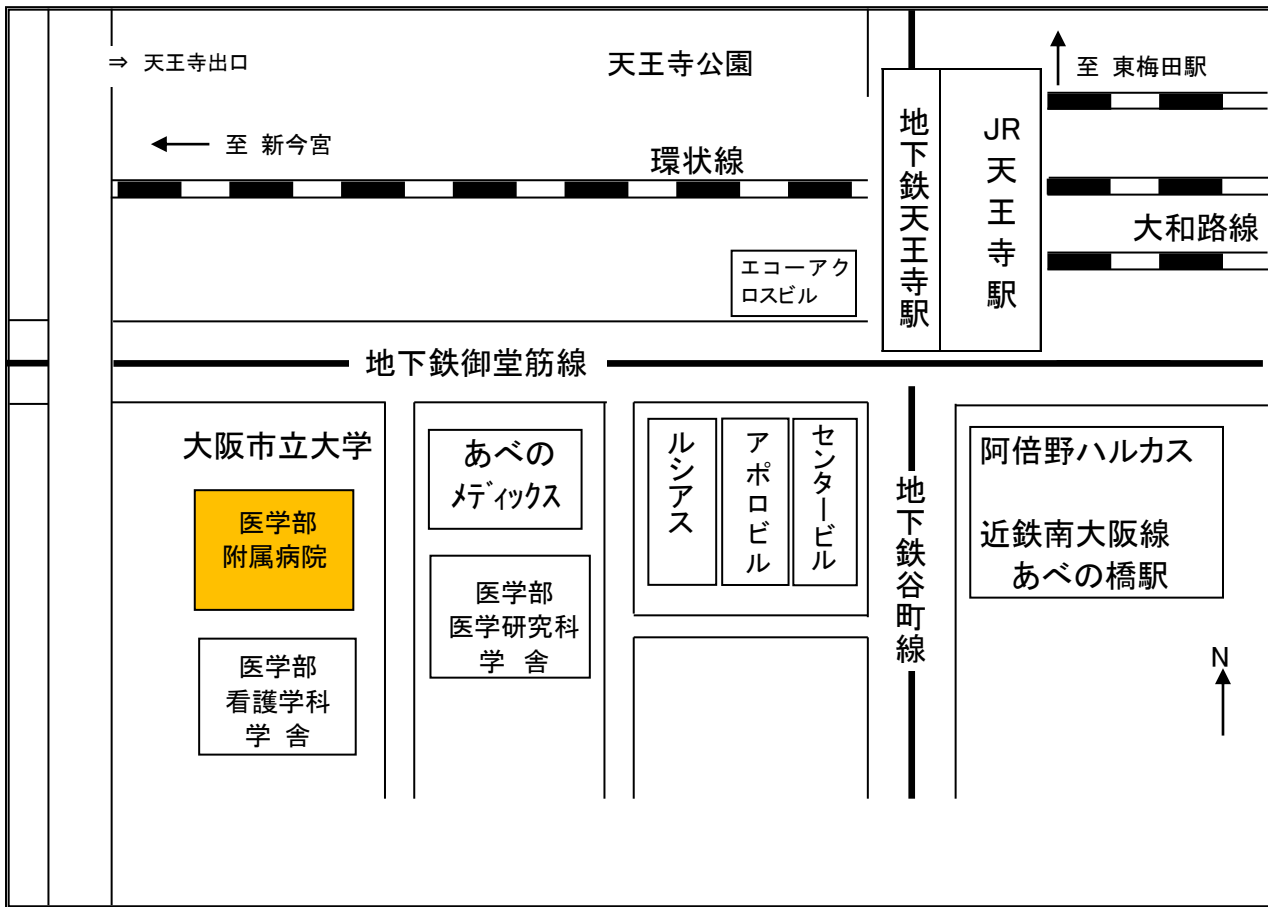 ⇒ 天王寺出口
天王寺公園
至 東梅田駅
至 新今宮
環状線
地下鉄天王寺駅
JR天王寺駅
大和路線
エコーアク
ロスビル
地下鉄御堂筋線
大阪市立大学
医学部
附属病院
医学部
看護学科
学 舎
あべの
メディックス
医学部
医学研究科
学 舎
ルシアス
アポロビル
センタービル
地下鉄谷町線
阿倍野ハルカス
近鉄南大阪線
あべの橋駅
N